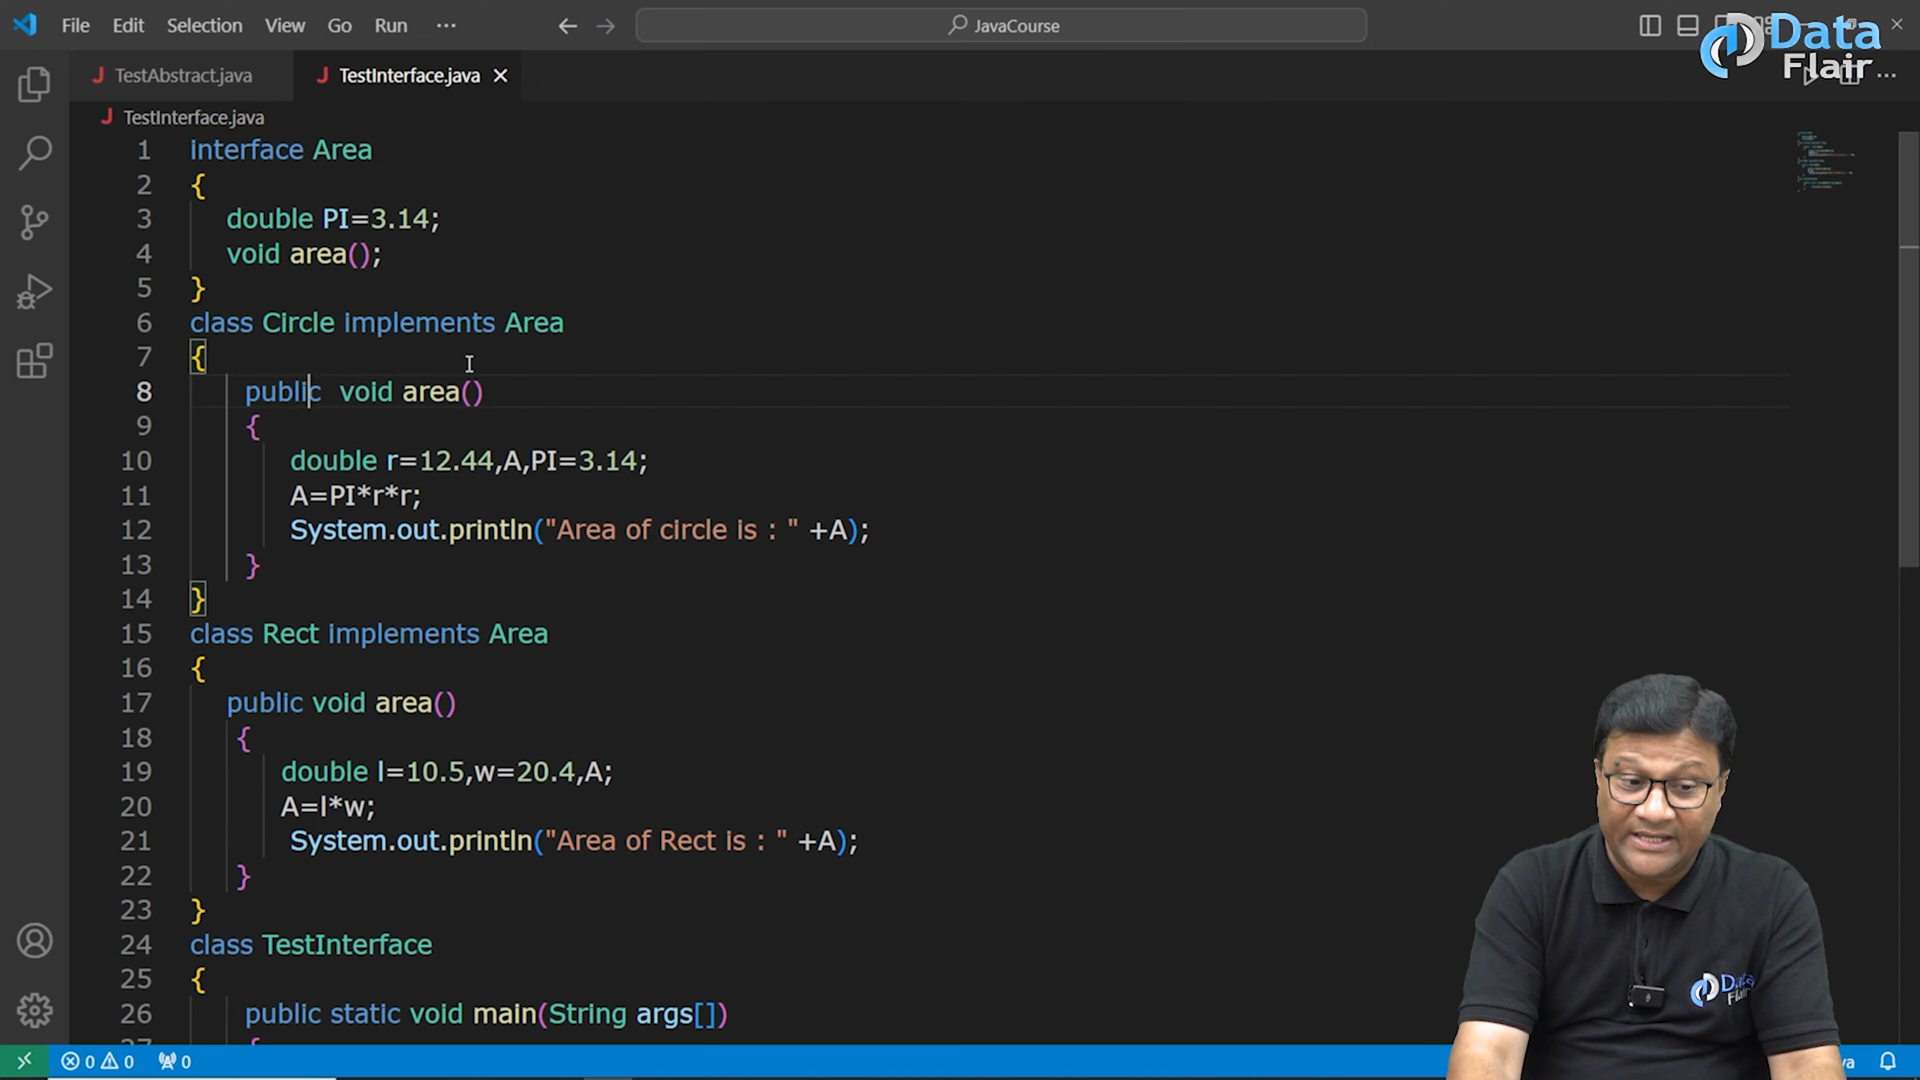 File Edit Selection View Go Run ··· JavaCourse
Data
Flair
TestAbstract.java TestInterface.java
TestInterface.java
1 interface Area
2 {
3 double PI=3.14;
4 void area();
5 }
6 class Circle implements Area
7 {
8 public  void area()
9 {
10 double r=12.44,A,PI=3.14;
11 A=PI*r*r;
12 System.out.println("Area of circle is : " +A);
13 }
14 }
15 class Rect implements Area
16 {
17 public void area()
18 {
19 double l=10.5,w=20.4,A;
20 A=l*w;
21 System.out.println("Area of Rect is : " +A);
22 }
23 }
24 class TestInterface
25 {
26 public static void main(String args[])
27 {
Data
Flair
0 0 0